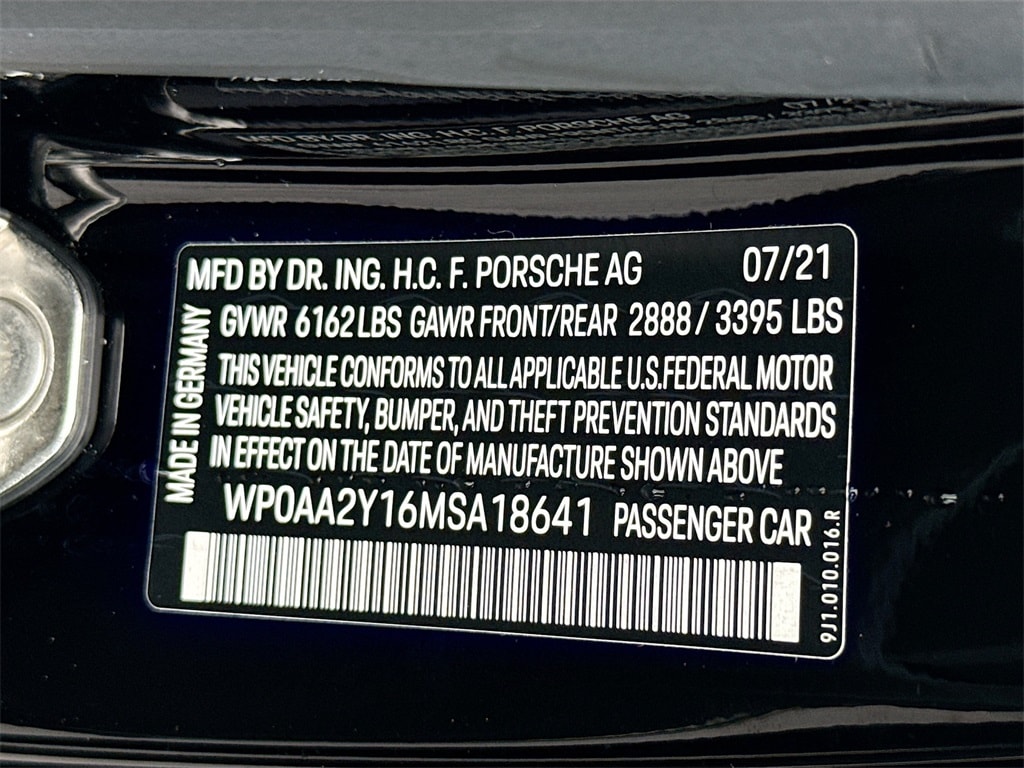 MFD BY DR. ING. H.C. F. PORSCHE AG 07/21
GVWR 6162 LBS GAWR FRONT/REAR 2888 / 3395 LBS
THIS VEHICLE CONFORMS TO ALL APPLICABLE U.S. FEDERAL MOTOR
VEHICLE SAFETY, BUMPER, AND THEFT PREVENTION STANDARDS
IN EFFECT ON THE DATE OF MANUFACTURE SHOWN ABOVE
WP0AA2Y16MSA18641 PASSENGER CAR
MADE IN GERMANY
9J1.010.016.R